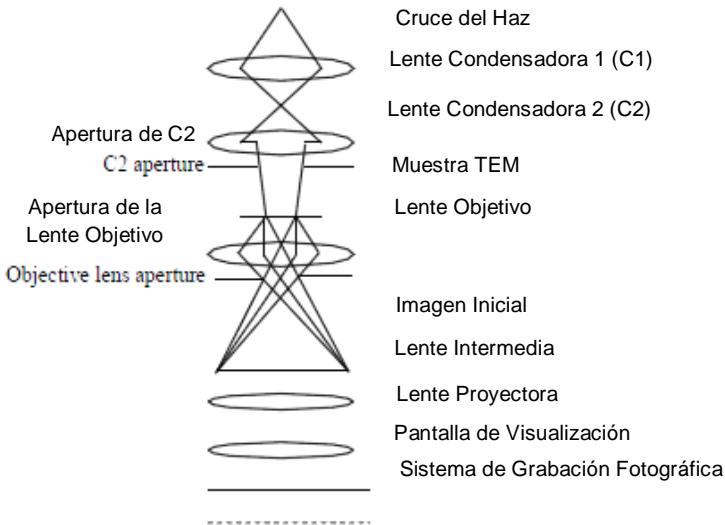 Cruce del Haz
Lente Condensadora 1 (C1)
Lente Condensadora 2 (C2)
Apertura de C2
C2 aperture
Muestra TEM
Apertura de la
Lente Objetivo
Lente Objetivo
Objective lens aperture
Imagen Inicial
Lente Intermedia
Lente Proyectora
Pantalla de Visualización
Sistema de Grabación Fotográfica